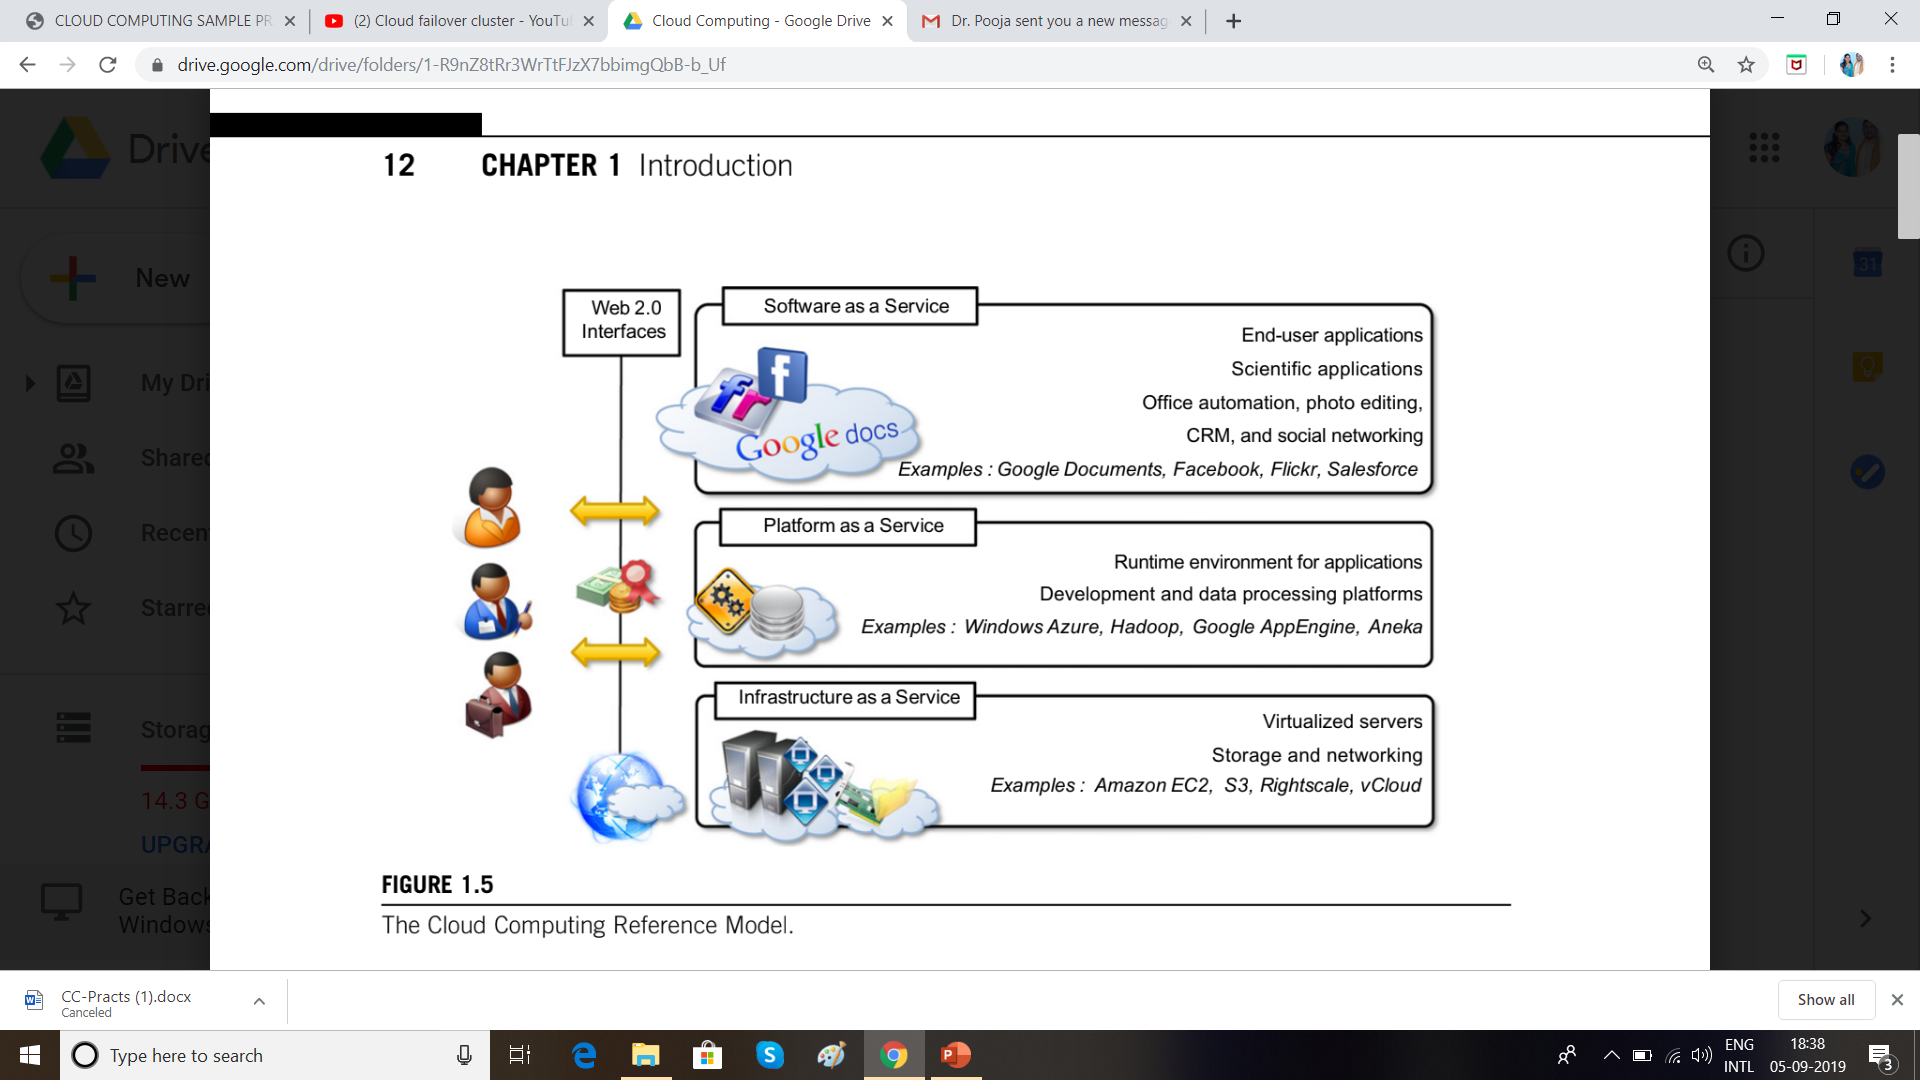 CLOUD COMPUTING SAMPLE PR
(2) Cloud failover cluster - YouTu
Cloud Computing - Google Drive
Dr. Pooja sent you a new messag
drive.google.com/drive/folders/1-R9nZ8tRr3WrTtFJzX7bbimgQbB-b_Uf
Drive
12 CHAPTER 1 Introduction
New
My Dri
Shared
Recen
Starre
Storag
14.3 G
UPGRA
Get Back
Windows
31
Web 2.0
Interfaces
Software as a Service
End-user applications
Scientific applications
Office automation, photo editing,
CRM, and social networking
Examples : Google Documents, Facebook, Flickr, Salesforce
f
fr
Google docs
Platform as a Service
Runtime environment for applications
Development and data processing platforms
Examples : Windows Azure, Hadoop, Google AppEngine, Aneka
Infrastructure as a Service
Virtualized servers
Storage and networking
Examples : Amazon EC2, S3, Rightscale, vCloud
FIGURE 1.5
The Cloud Computing Reference Model.
CC-Practs (1).docx
Canceled
Show all
Type here to search
ENG
INTL
18:38
05-09-2019
3